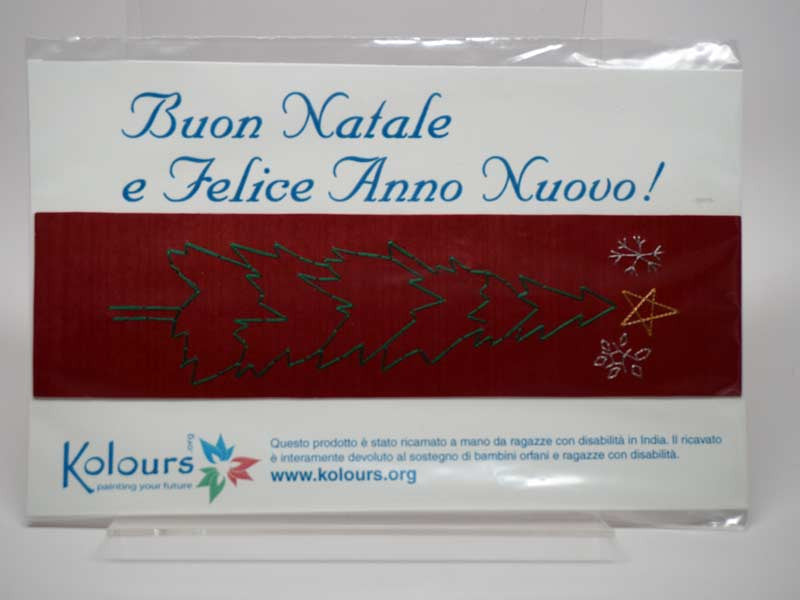 Buon Natale
e Felice Anno Nuovo!
Kolours.org
painting your future
Questo prodotto è stato ricamato a mano da ragazze con disabilità in India. Il ricavato
è interamente devoluto al sostegno di bambini orfani e ragazze con disabilità.
www.kolours.org